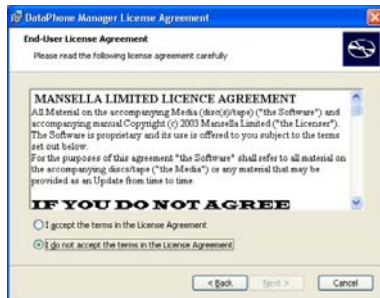 DataPhone Manager License Agreement
End-User License Agreement
Please read the following license agreement carefully
MANSELLA LIMITED LICENCE AGREEMENT
All Material on the accompanying Media (disc(s)/tape) ("the Software") and
accompanying manual Copyright (c) 2003 Mansella Limited ("the Licenser").
The Software is proprietary and its use is offered to you subject to the terms
set out below.
For the purposes of this agreement "the Software" shall refer to all material on
the accompanying discs/tape ("the Media") or any material that may be
provided as an Update from time to time.
IF YOU DO NOT AGREE
I accept the terms in the License Agreement
I do not accept the terms in the License Agreement
< Back Next > Cancel